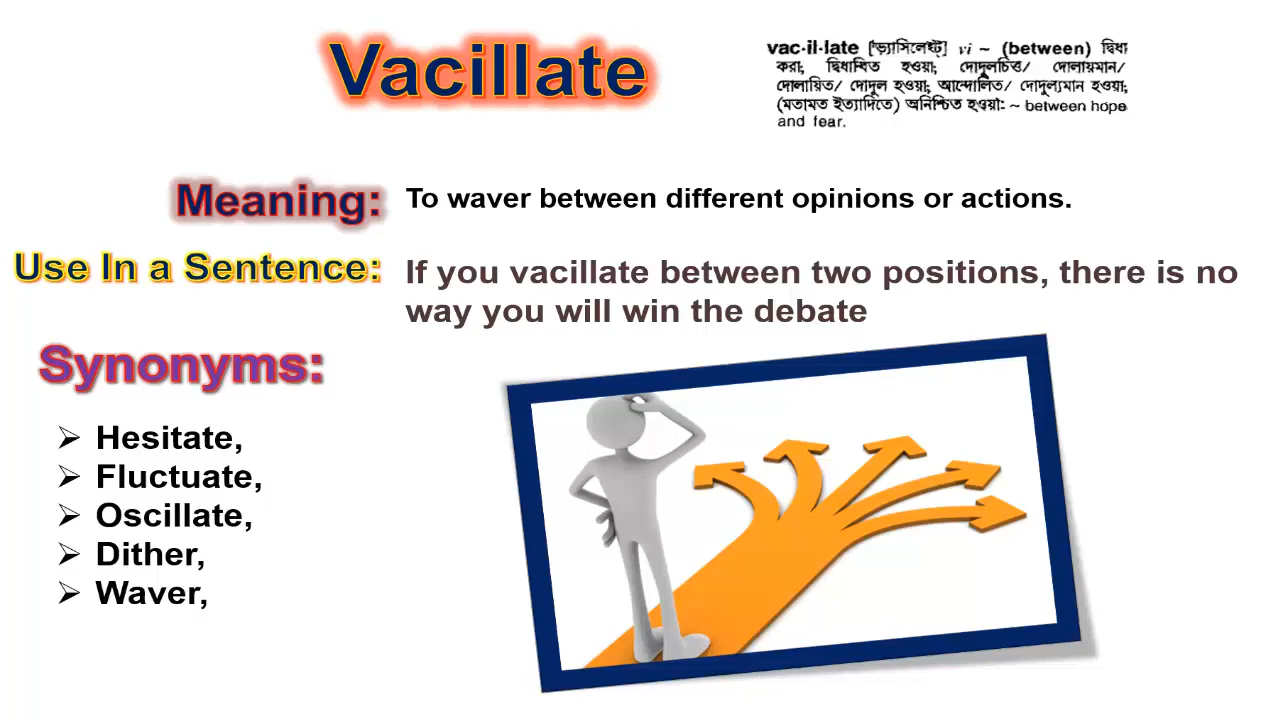 Vacillate
vac·il·late [ˈভ্যাসিলেইট্] vi ~ (between) দ্বিধা
করা; দ্বিধান্বিত হওয়া; দোদুলচিত্ত/ দোলায়মান/
দোলায়িত/ দোদুল হওয়া; আন্দোলিত/ দোদুল্যমান হওয়া;
(মতামত ইত্যাদিতে) অনিশ্চিত হওয়া: ~ between hope
and fear.
Meaning: To waver between different opinions or actions.
Use In a Sentence: If you vacillate between two positions, there is no
way you will win the debate
Synonyms:
➢ Hesitate,
➢ Fluctuate,
➢ Oscillate,
➢ Dither,
➢ Waver,